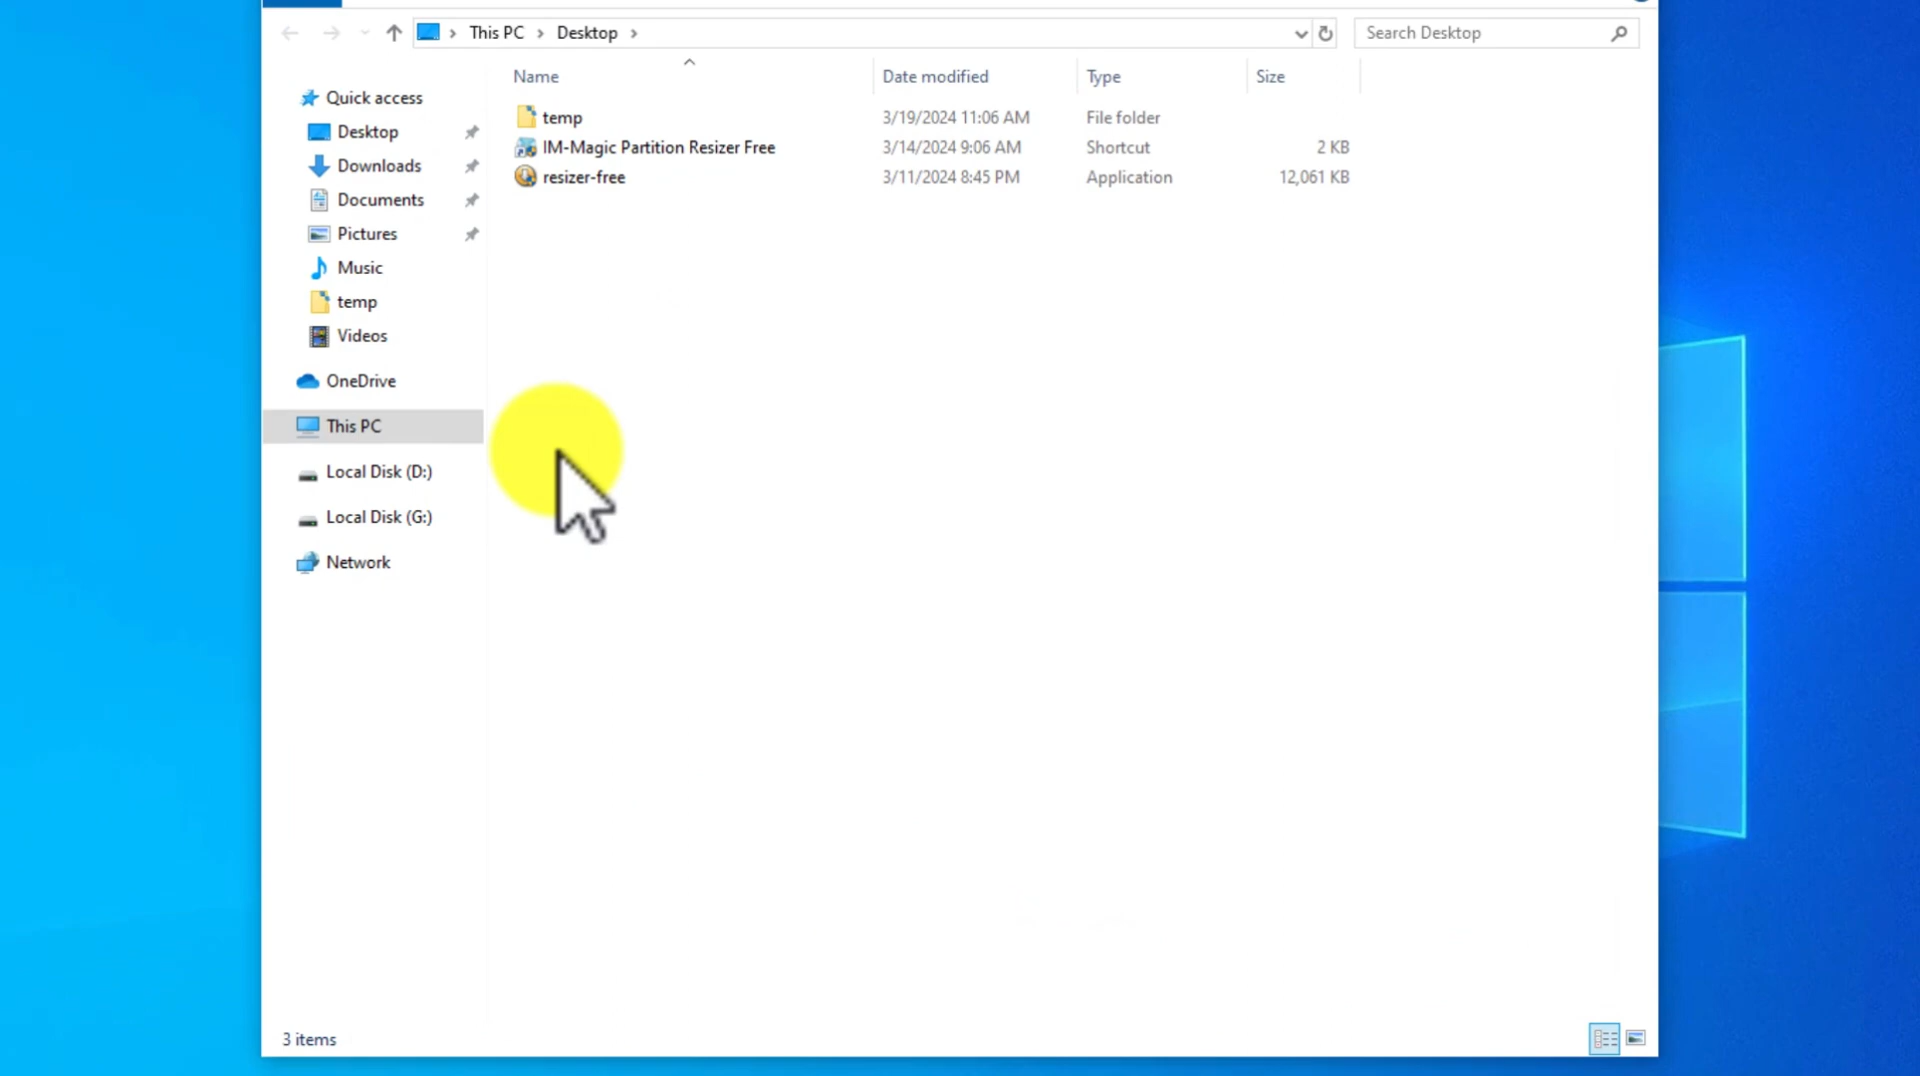 This PC > Desktop >
Search Desktop
Name Date modified Type Size
Quick access
Desktop
Downloads
Documents
Pictures
Music
temp
Videos
OneDrive
This PC
Local Disk (D:)
Local Disk (G:)
Network
temp 3/19/2024 11:06 AM File folder
IM-Magic Partition Resizer Free 3/14/2024 9:06 AM Shortcut 2 KB
resizer-free 3/11/2024 8:45 PM Application 12,061 KB
3 items